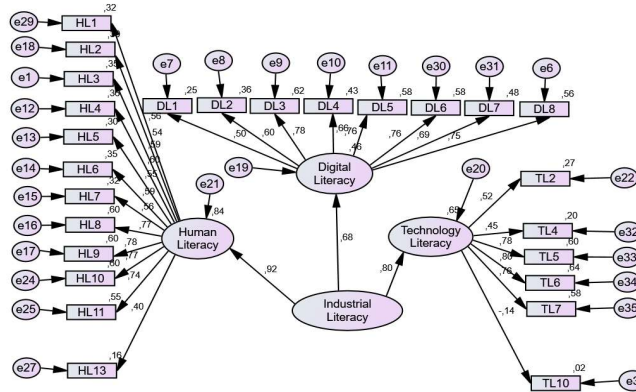 e29
HL1
,32
e18
HL2
e1
HL3
,35
e12
HL4
e13
HL5
,30
e14
HL6
,35
e15
HL7
,32
e16
HL8
,60
e17
HL9
,60
e24
HL10
e25
HL11
,55
e27
HL13
,16
,56
,54
,59
,55
,59
,56
,77
,78
,77
,74
,40
e21
,84
Human
Literacy
,92
e7
e8
e9
e10
e11
e30
e31
e6
,25
,36
,62
,43
,58
,58
,48
,56
DL1
DL2
DL3
DL4
DL5
DL6
DL7
DL8
,50
,60
,78
,66
,76
,76
,69
,75
e19
,46
Digital
Literacy
,68
Industrial
Literacy
,80
e20
,65
Technology
Literacy
,52
,45
,78
,80
,76
-,14
TL2
,27
e22
TL4
,20
e32
TL5
,60
e33
TL6
,64
e34
TL7
,58
e35
TL10
,02